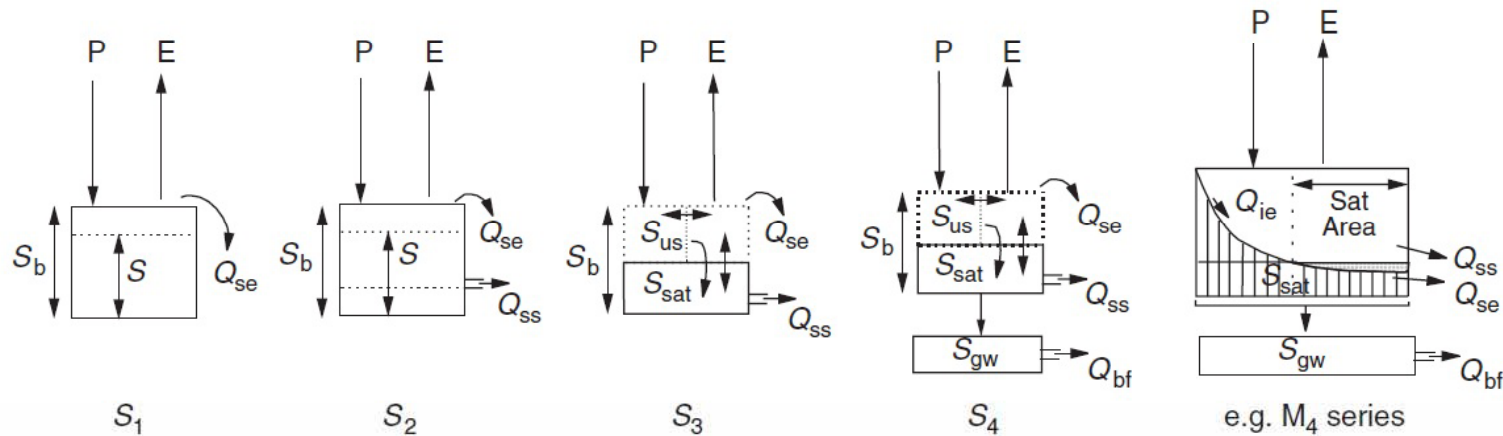 P E
S_b S Q_se
S_1
P E
S_b S Q_se
Q_ss
S_2
P E
S_b S_us Q_se
S_sat
Q_ss
S_3
P E
S_b S_us Q_se
S_sat
Q_ss
S_gw
Q_bf
S_4
P E
Q_ie Sat
Area
Q_ss
S_sat
Q_se
S_gw
Q_bf
e.g. M_4 series